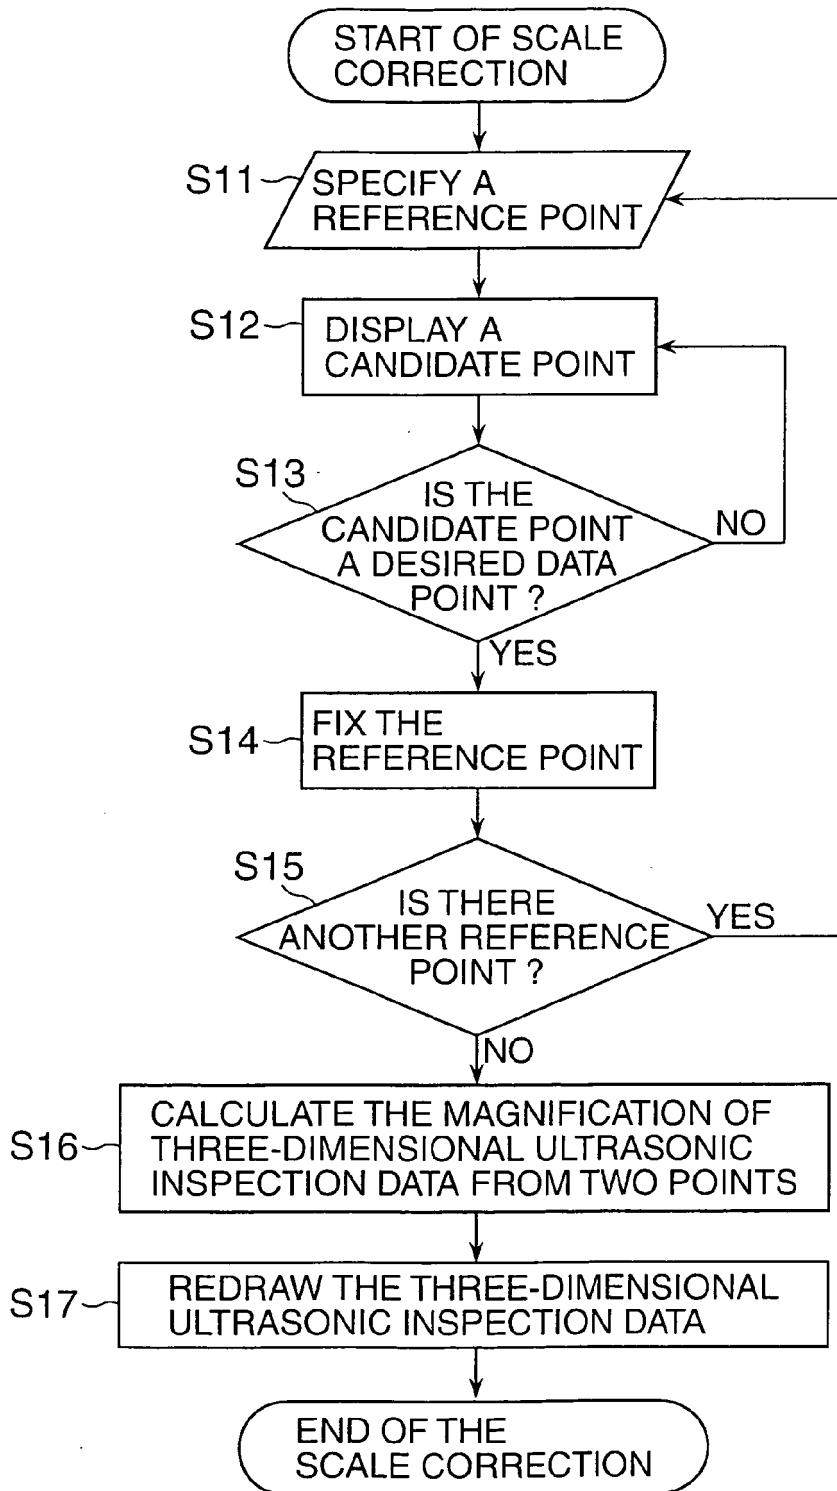 START OF SCALE
CORRECTION
S11
SPECIFY A
REFERENCE POINT
S12
DISPLAY A
CANDIDATE POINT
S13
IS THE
CANDIDATE POINT
A DESIRED DATA
POINT ?
NO
YES
S14
FIX THE
REFERENCE POINT
S15
IS THERE
ANOTHER REFERENCE
POINT ?
YES
NO
S16
CALCULATE THE MAGNIFICATION OF
THREE-DIMENSIONAL ULTRASONIC
INSPECTION DATA FROM TWO POINTS
S17
REDRAW THE THREE-DIMENSIONAL
ULTRASONIC INSPECTION DATA
END OF THE
SCALE CORRECTION